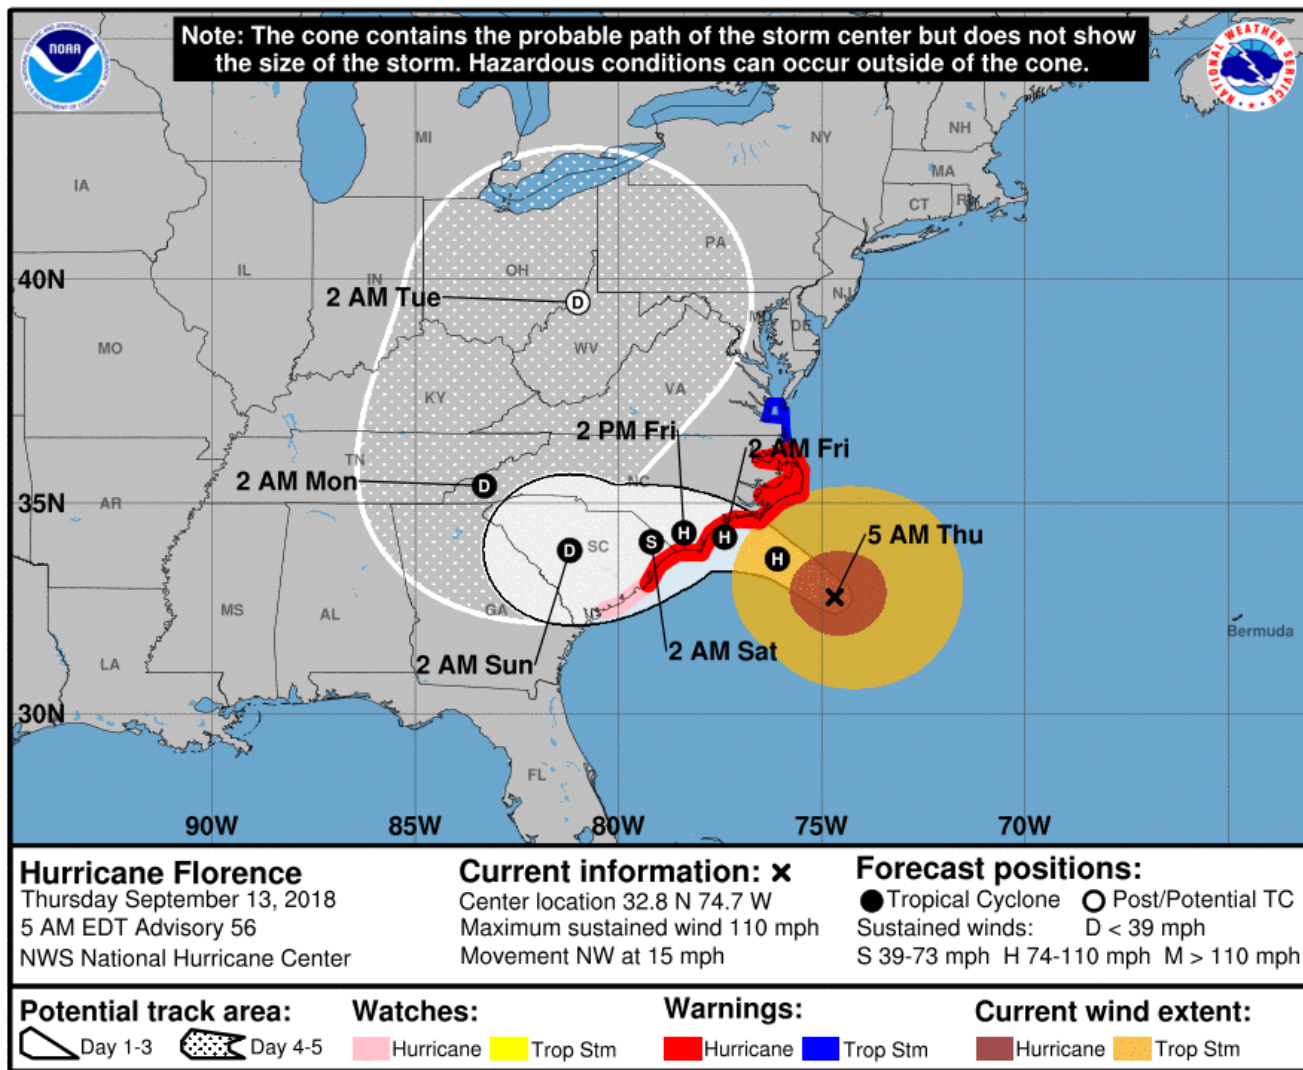 Note: The cone contains the probable path of the storm center but does not show
the size of the storm. Hazardous conditions can occur outside of the cone.
NOAA
NATIONAL WEATHER SERVICE
MI
NY
NH
MA
CT
IA
PA
IL
IN
OH
40N
2 AM Tue
D
NJ
DE
MO
WV
KY
VA
2 PM Fri
2 AM Fri
TN
2 AM Mon
D
NC
AR
35N
5 AM Thu
D
SC
S
H
H
H
MS
AL
GA
Bermuda
LA
2 AM Sun
2 AM Sat
30N
FL
90W 85W 80W 75W 70W
Hurricane Florence
Thursday September 13, 2018
5 AM EDT Advisory 56
NWS National Hurricane Center
Current information:
Center location 32.8 N 74.7 W
Maximum sustained wind 110 mph
Movement NW at 15 mph
Forecast positions:
Tropical Cyclone Post/Potential TC
Sustained winds: D < 39 mph
S 39-73 mph H 74-110 mph M > 110 mph
Potential track area:
Day 1-3 Day 4-5
Watches:
Hurricane Trop Stm
Warnings:
Hurricane Trop Stm
Current wind extent:
Hurricane Trop Stm